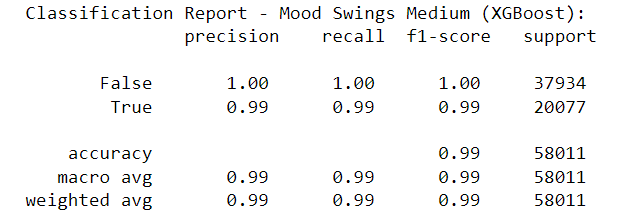 Classification Report - Mood Swings Medium (XGBoost):
precision recall f1-score support
False 1.00 1.00 1.00 37934
True 0.99 0.99 0.99 20077
accuracy 0.99 58011
macro avg 0.99 0.99 0.99 58011
weighted avg 0.99 0.99 0.99 58011